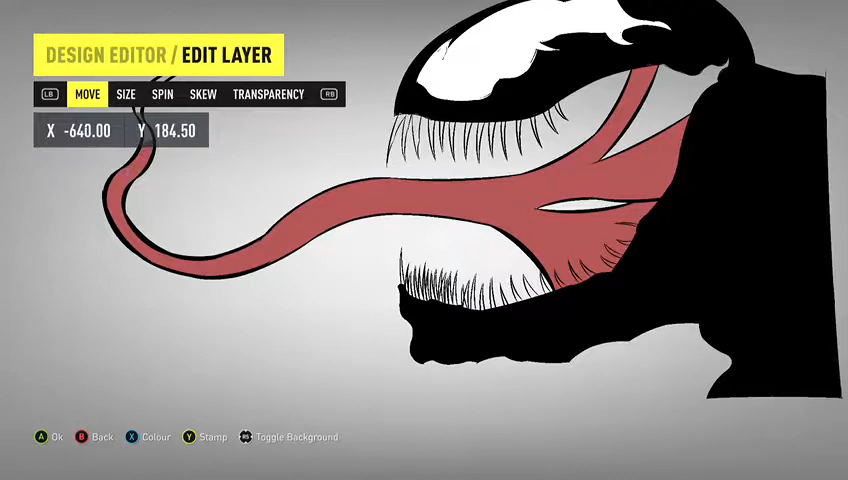 DESIGN EDITOR / EDIT LAYER
LB MOVE SIZE SPIN SKEW TRANSPARENCY RB
X -640.00 Y 184.50
A Ok B Back X Colour Y Stamp RS Toggle Background